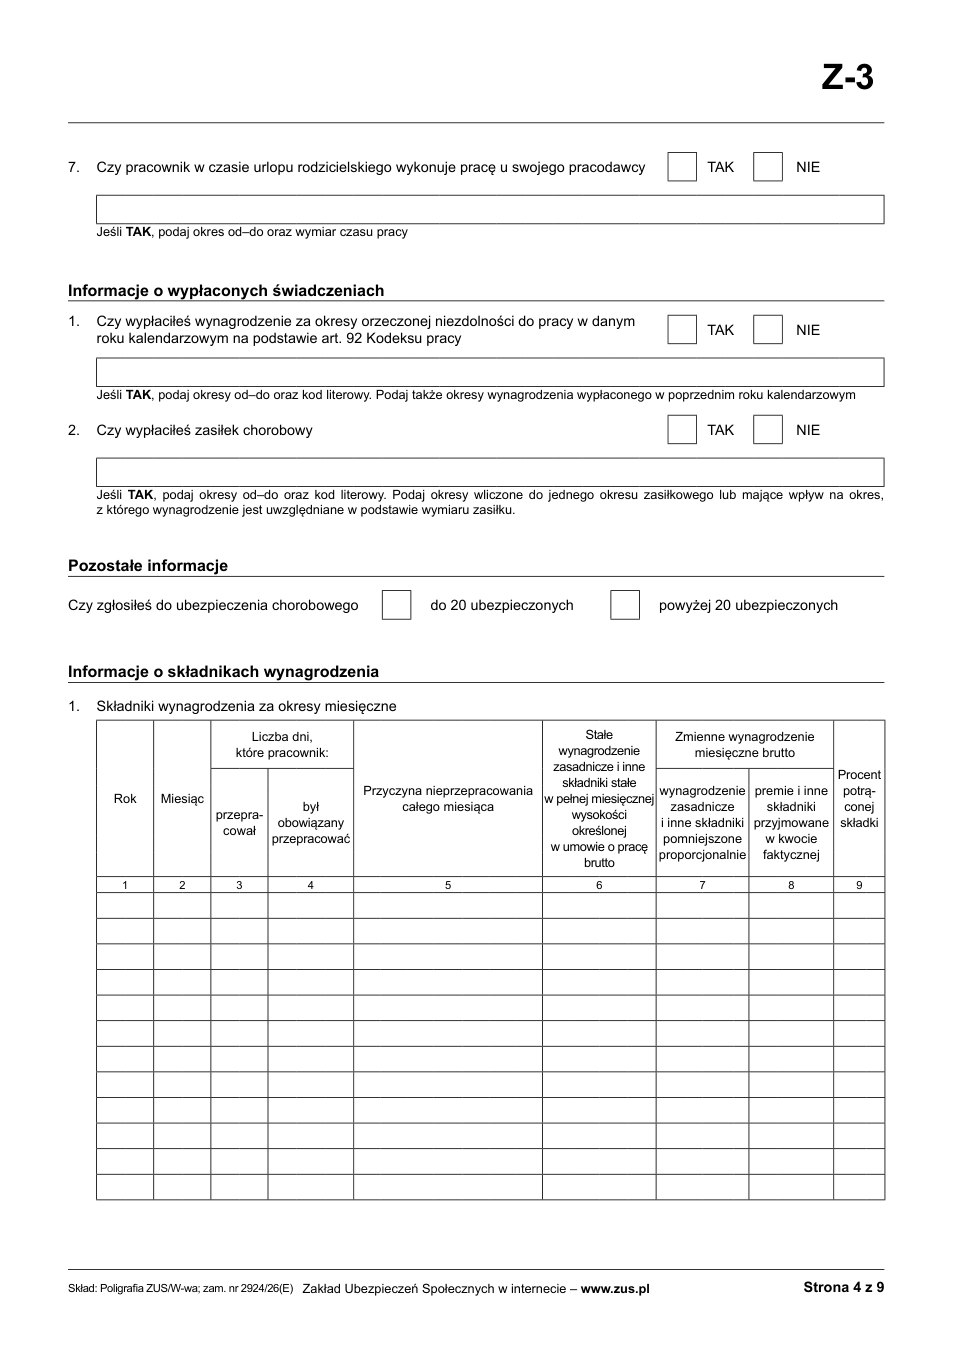 Z-3
7. Czy pracownik w czasie urlopu rodzicielskiego wykonuje pracę u swojego pracodawcy TAK NIE
Jeśli TAK, podaj okres od–do oraz wymiar czasu pracy
Informacje o wypłaconych świadczeniach
1. Czy wypłaciłeś wynagrodzenie za okresy orzeczonej niezdolności do pracy w danym
roku kalendarzowym na podstawie art. 92 Kodeksu pracy
TAK NIE
Jeśli TAK, podaj okresy od–do oraz kod literowy. Podaj także okresy wynagrodzenia wypłaconego w poprzednim roku kalendarzowym
2. Czy wypłaciłeś zasiłek chorobowy TAK NIE
Jeśli TAK, podaj okresy od–do oraz kod literowy. Podaj okresy wliczone do jednego okresu zasiłkowego lub mające wpływ na okres,
z którego wynagrodzenie jest uwzględniane w podstawie wymiaru zasiłku.
Pozostałe informacje
Czy zgłosiłeś do ubezpieczenia chorobowego do 20 ubezpieczonych powyżej 20 ubezpieczonych
Informacje o składnikach wynagrodzenia
1. Składniki wynagrodzenia za okresy miesięczne
Rok
Miesiąc
Liczba dni,
które pracownik:
przepra-
cował
był
obowiązany
przepracować
Przyczyna nieprzepracowania
całego miesiąca
Stałe
wynagrodzenie
zasadnicze i inne
składniki stałe
w pełnej miesięcznej
wysokości
określonej
w umowie o pracę
brutto
Zmienne wynagrodzenie
miesięczne brutto
wynagrodzenie
zasadnicze
i inne składniki
pomniejszone
proporcjonalnie
premie i inne
składniki
przyjmowane
w kwocie
faktycznej
Procent
potrą-
conej
składki
1 2 3 4 5 6 7 8 9
Skład: Poligrafia ZUS/W-wa; zam. nr 2924/26(E) Zakład Ubezpieczeń Społecznych w internecie – www.zus.pl Strona 4 z 9